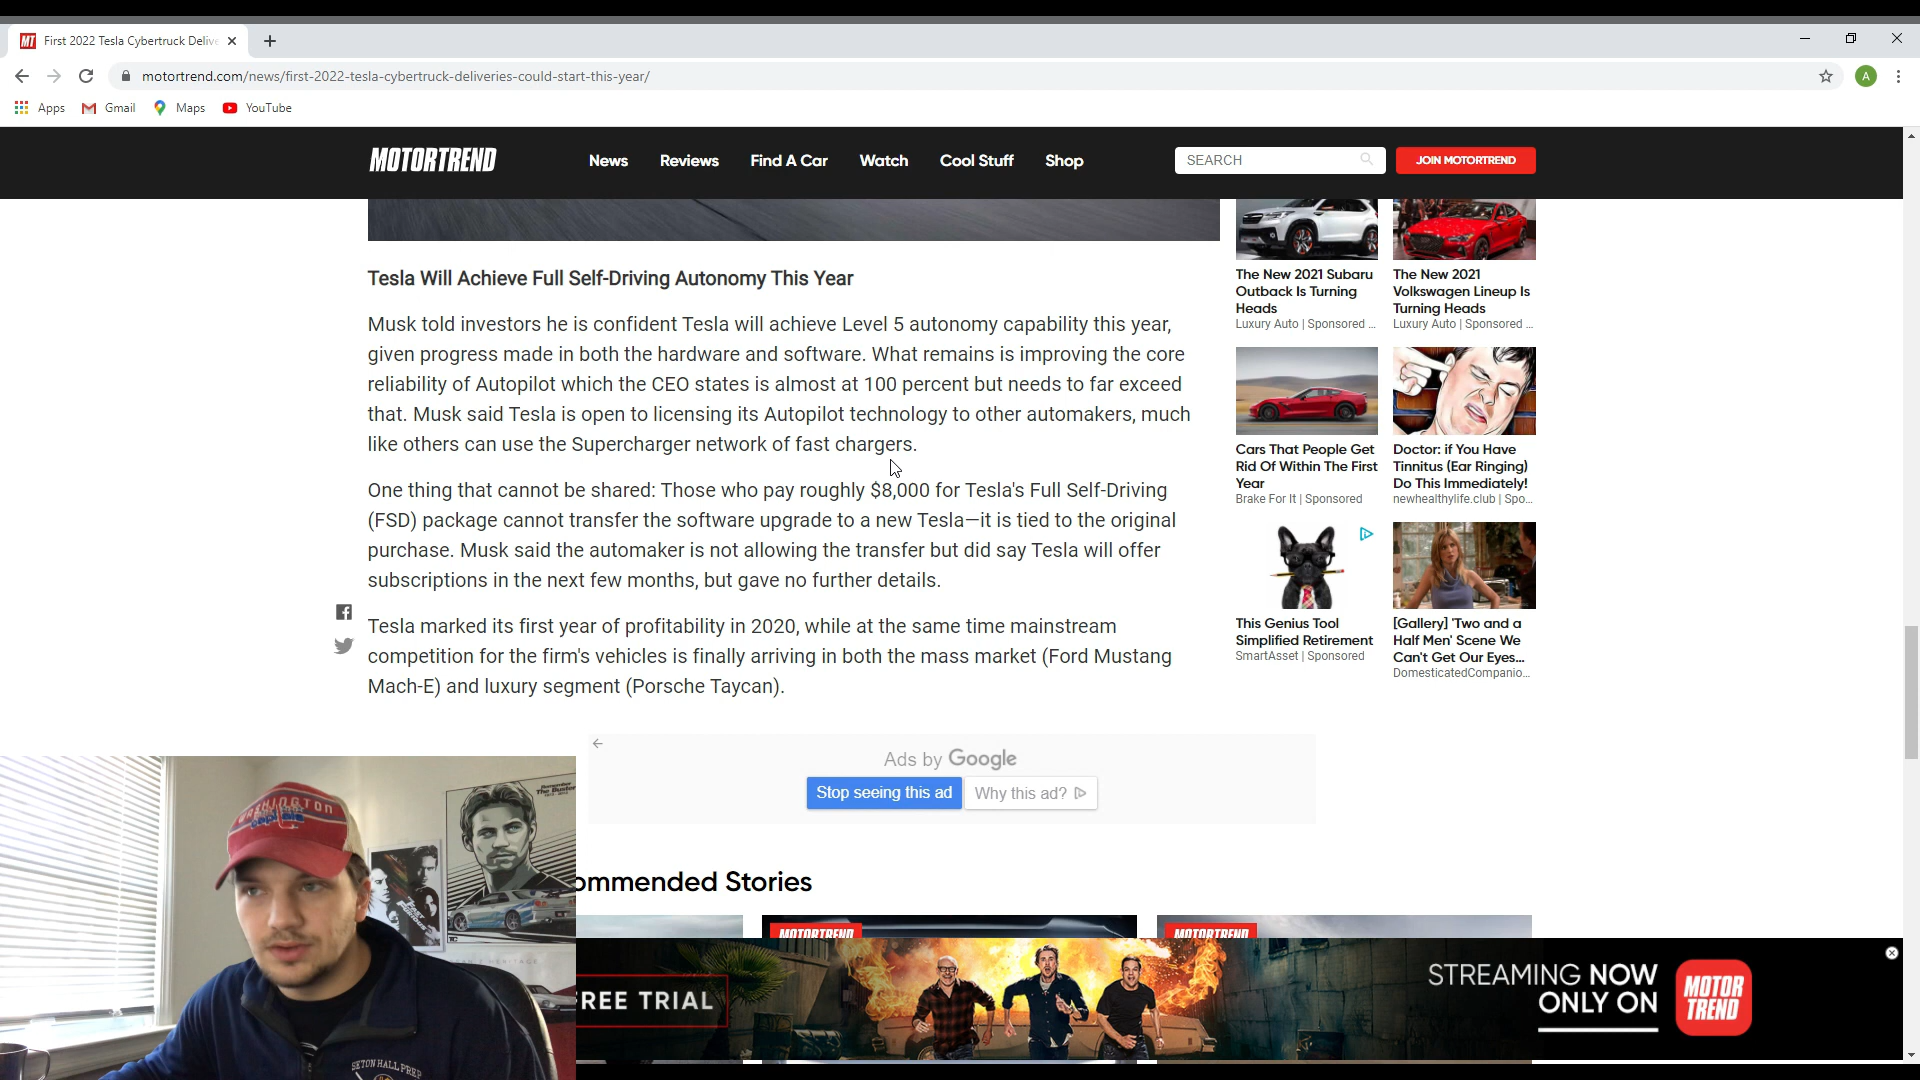 First 2022 Tesla Cybertruck Delive
motortrend.com/news/first-2022-tesla-cybertruck-deliveries-could-start-this-year/
A
Apps
Gmail
Maps
YouTube
MOTORTREND
News
Reviews
Find A Car
Watch
Cool Stuff
Shop
SEARCH
JOIN MOTORTREND
Tesla Will Achieve Full Self-Driving Autonomy This Year
Musk told investors he is confident Tesla will achieve Level 5 autonomy capability this year,
given progress made in both the hardware and software. What remains is improving the core
reliability of Autopilot which the CEO states is almost at 100 percent but needs to far exceed
that. Musk said Tesla is open to licensing its Autopilot technology to other automakers, much
like others can use the Supercharger network of fast chargers.
One thing that cannot be shared: Those who pay roughly $8,000 for Tesla's Full Self-Driving
(FSD) package cannot transfer the software upgrade to a new Tesla—it is tied to the original
purchase. Musk said the automaker is not allowing the transfer but did say Tesla will offer
subscriptions in the next few months, but gave no further details.
Tesla marked its first year of profitability in 2020, while at the same time mainstream
competition for the firm's vehicles is finally arriving in both the mass market (Ford Mustang
Mach-E) and luxury segment (Porsche Taycan).
The New 2021 Subaru
Outback Is Turning
Heads
Luxury Auto | Sponsored ...
The New 2021
Volkswagen Lineup Is
Turning Heads
Luxury Auto | Sponsored ...
Cars That People Get
Rid Of Within The First
Year
Brake For It | Sponsored
Doctor: if You Have
Tinnitus (Ear Ringing)
Do This Immediately!
newhealthylife.club | Spo...
This Genius Tool
Simplified Retirement
SmartAsset | Sponsored
[Gallery] 'Two and a
Half Men' Scene We
Can't Get Our Eyes...
DomesticatedCompanio...
Ads by Google
Stop seeing this ad
Why this ad?
ommended Stories
MOTORTREND
MOTORTREND
REE TRIAL
STREAMING NOW
ONLY ON
MOTOR
TREND
WASHINGTON
capitals
Remember
The Buster
SETON HALL PREP